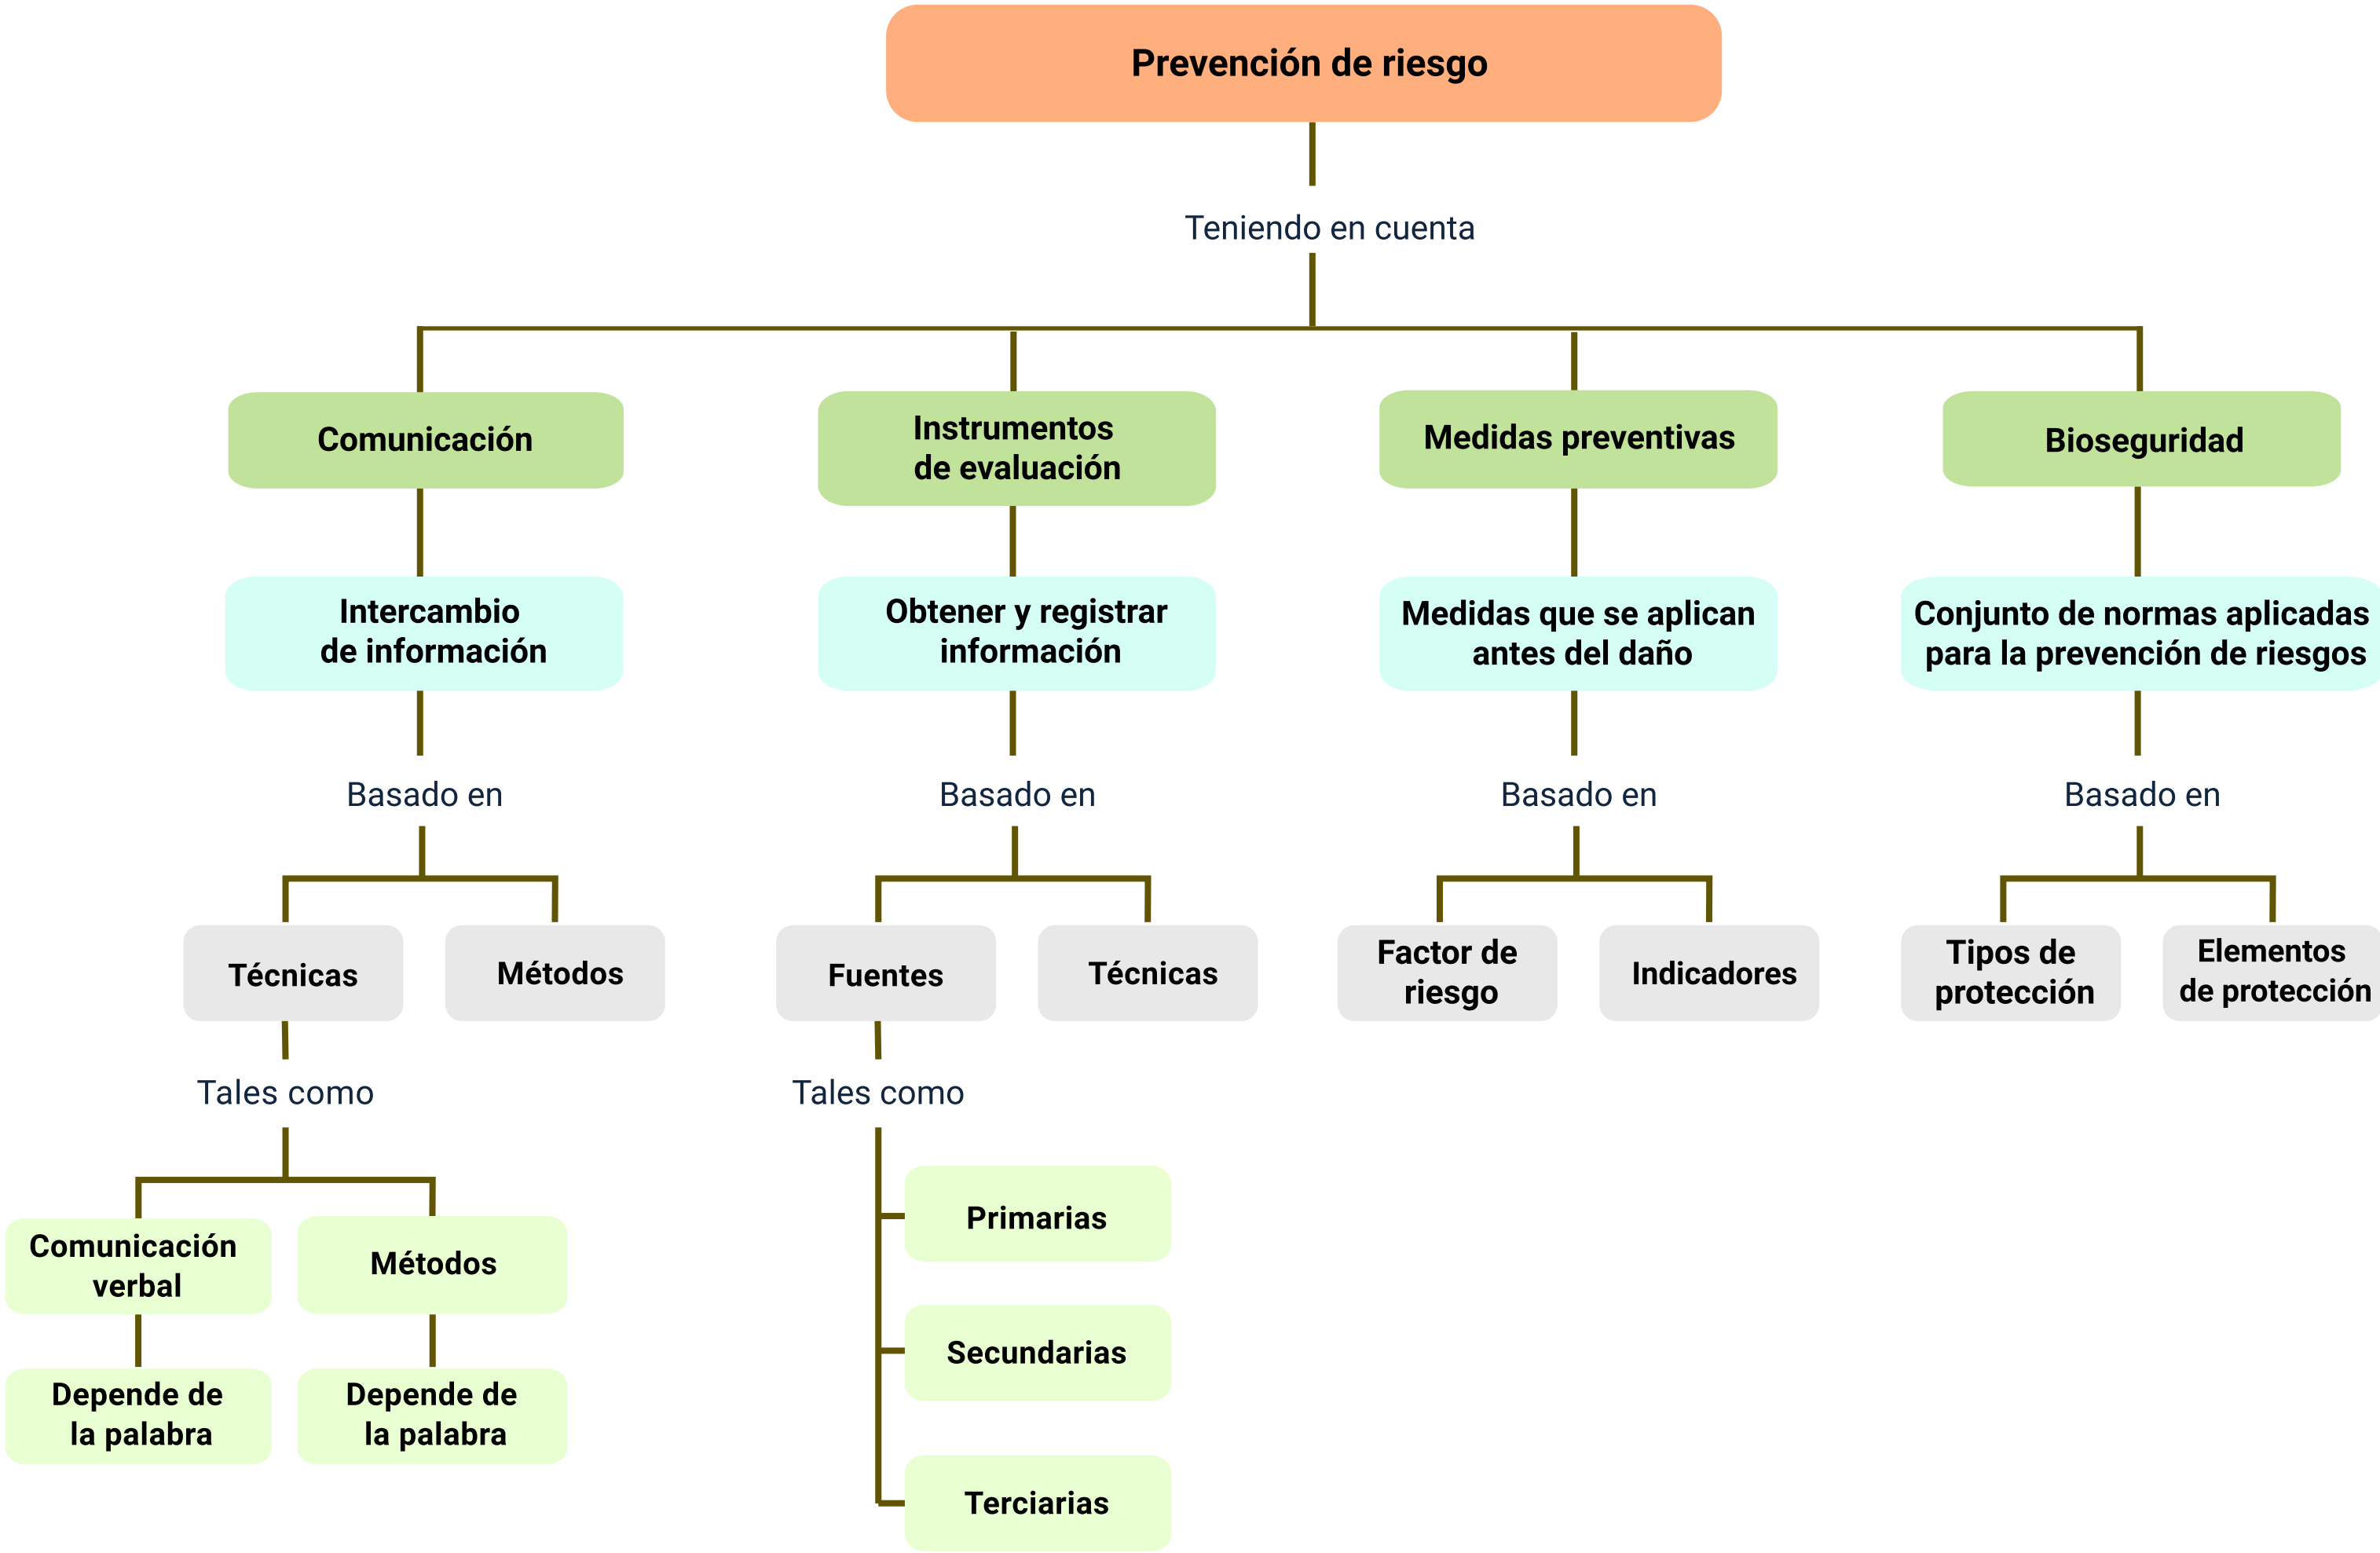 Prevención de riesgo
Teniendo en cuenta
Comunicación
Instrumentos
de evaluación
Medidas preventivas
Bioseguridad
Intercambio
de información
Obtener y registrar
información
Medidas que se aplican
antes del daño
Conjunto de normas aplicadas
para la prevención de riesgos
Basado en
Basado en
Basado en
Basado en
Técnicas
Métodos
Fuentes
Técnicas
Factor de
riesgo
Indicadores
Tipos de
protección
Elementos
de protección
Tales como
Tales como
Comunicación
verbal
Métodos
Depende de
la palabra
Depende de
la palabra
Primarias
Secundarias
Terciarias